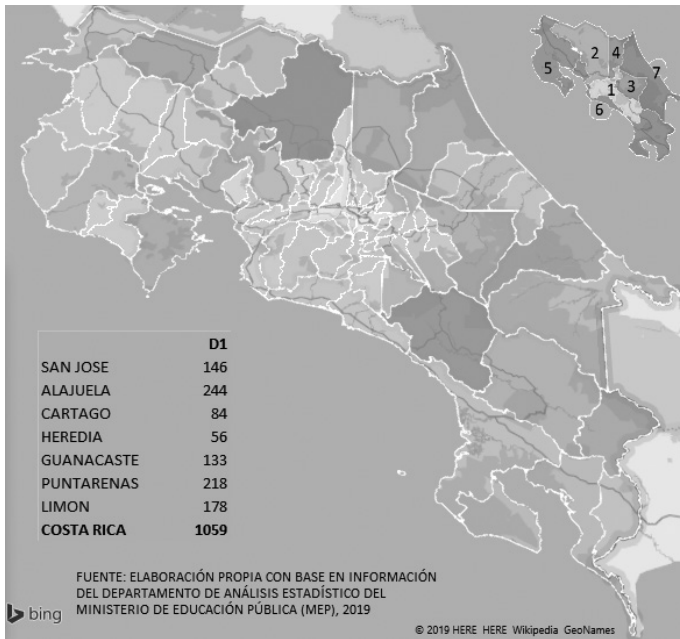 2 4
5 7
1 3
6
D1
SAN JOSE 146
ALAJUELA 244
CARTAGO 84
HEREDIA 56
GUANACASTE 133
PUNTARENAS 218
LIMON 178
COSTA RICA 1059
FUENTE: ELABORACIÓN PROPIA CON BASE EN INFORMACIÓN
DEL DEPARTAMENTO DE ANÁLISIS ESTADÍSTICO DEL
MINISTERIO DE EDUCACIÓN PÚBLICA (MEP), 2019
bing
© 2019 HERE HERE Wikipedia GeoNames